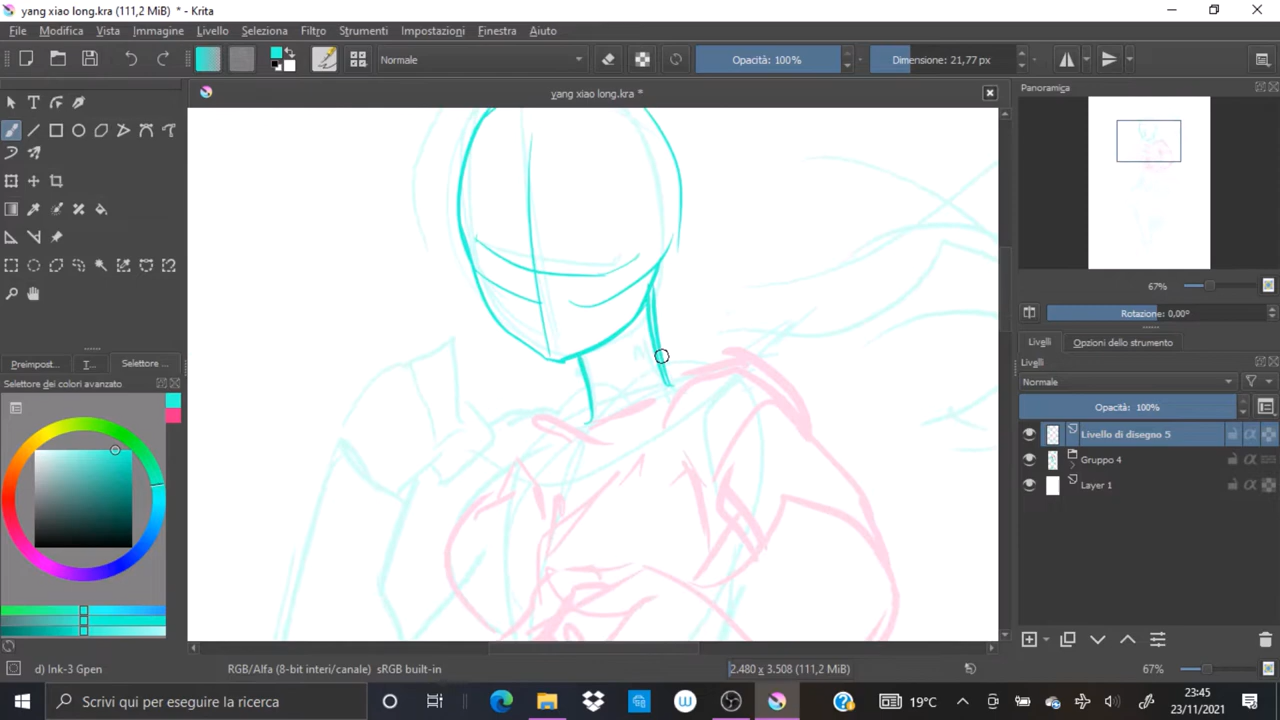 yang xiao long.kra (111,2 MiB) * - Krita
File Modifica Vista Immagine Livello Seleziona Filtro Strumenti Impostazioni Finestra Aiuto
Normale Opacità: 100% Dimensione: 21,77 px
yang xiao long.kra *
Panoramica
67%
Rotazione: 0,00°
Livelli Opzioni dello strumento
Livelli
Normale
Opacità: 100%
Livello di disegno 5
Gruppo 4
Layer 1
Preimpost... T... Selettore ...
Selettore dei colori avanzato
d) Ink-3 Gpen RGB/Alfa (8-bit interi/canale) sRGB built-in 2.480 x 3.508 (111,2 MiB) 67%
Scrivi qui per eseguire la ricerca 19°C 23:45
23/11/2021